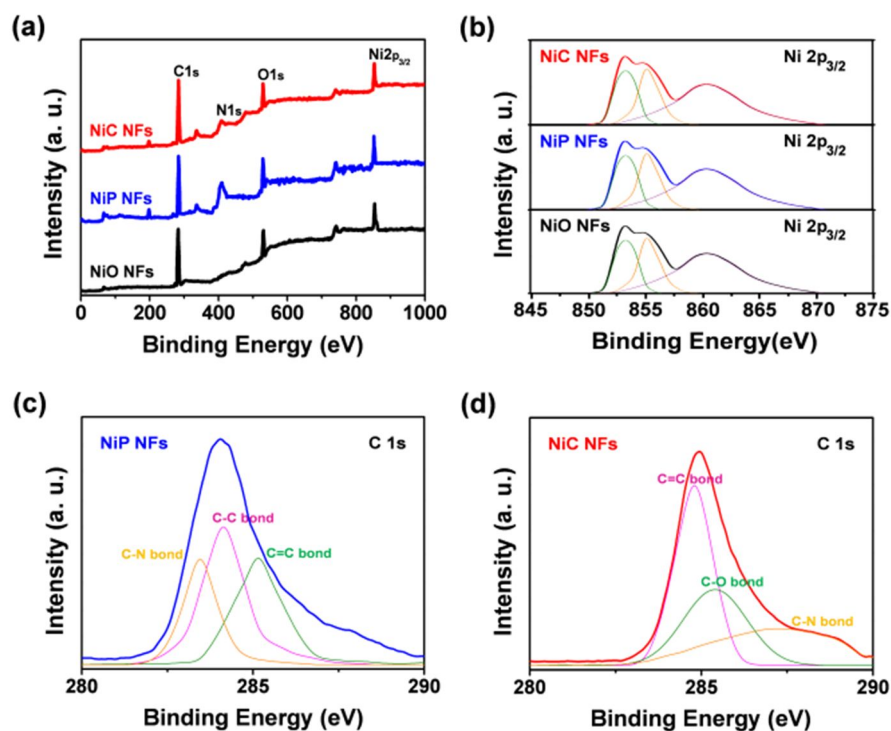 (a)
Intensity (a. u.)
NiC NFs
NiP NFs
NiO NFs
C1s
N1s
O1s
Ni2p3/2
0 200 400 600 800 1000
Binding Energy (eV)
(b)
Intensity (a. u.)
NiC NFs Ni 2p3/2
NiP NFs Ni 2p3/2
NiO NFs Ni 2p3/2
845 850 855 860 865 870 875
Binding Energy(eV)
(c)
Intensity (a. u.)
NiP NFs C 1s
C-C bond
C-N bond
C=C bond
280 285 290
Binding Energy (eV)
(d)
Intensity (a. u.)
NiC NFs C 1s
C=C bond
C-O bond
C-N bond
280 285 290
Binding Energy (eV)